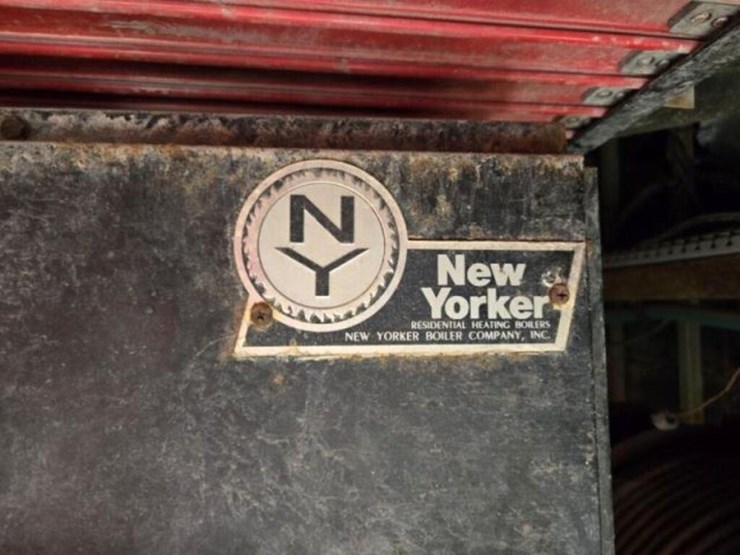 NY
New
Yorker
RESIDENTIAL HEATING BOILERS
NEW YORKER BOILER COMPANY, INC.